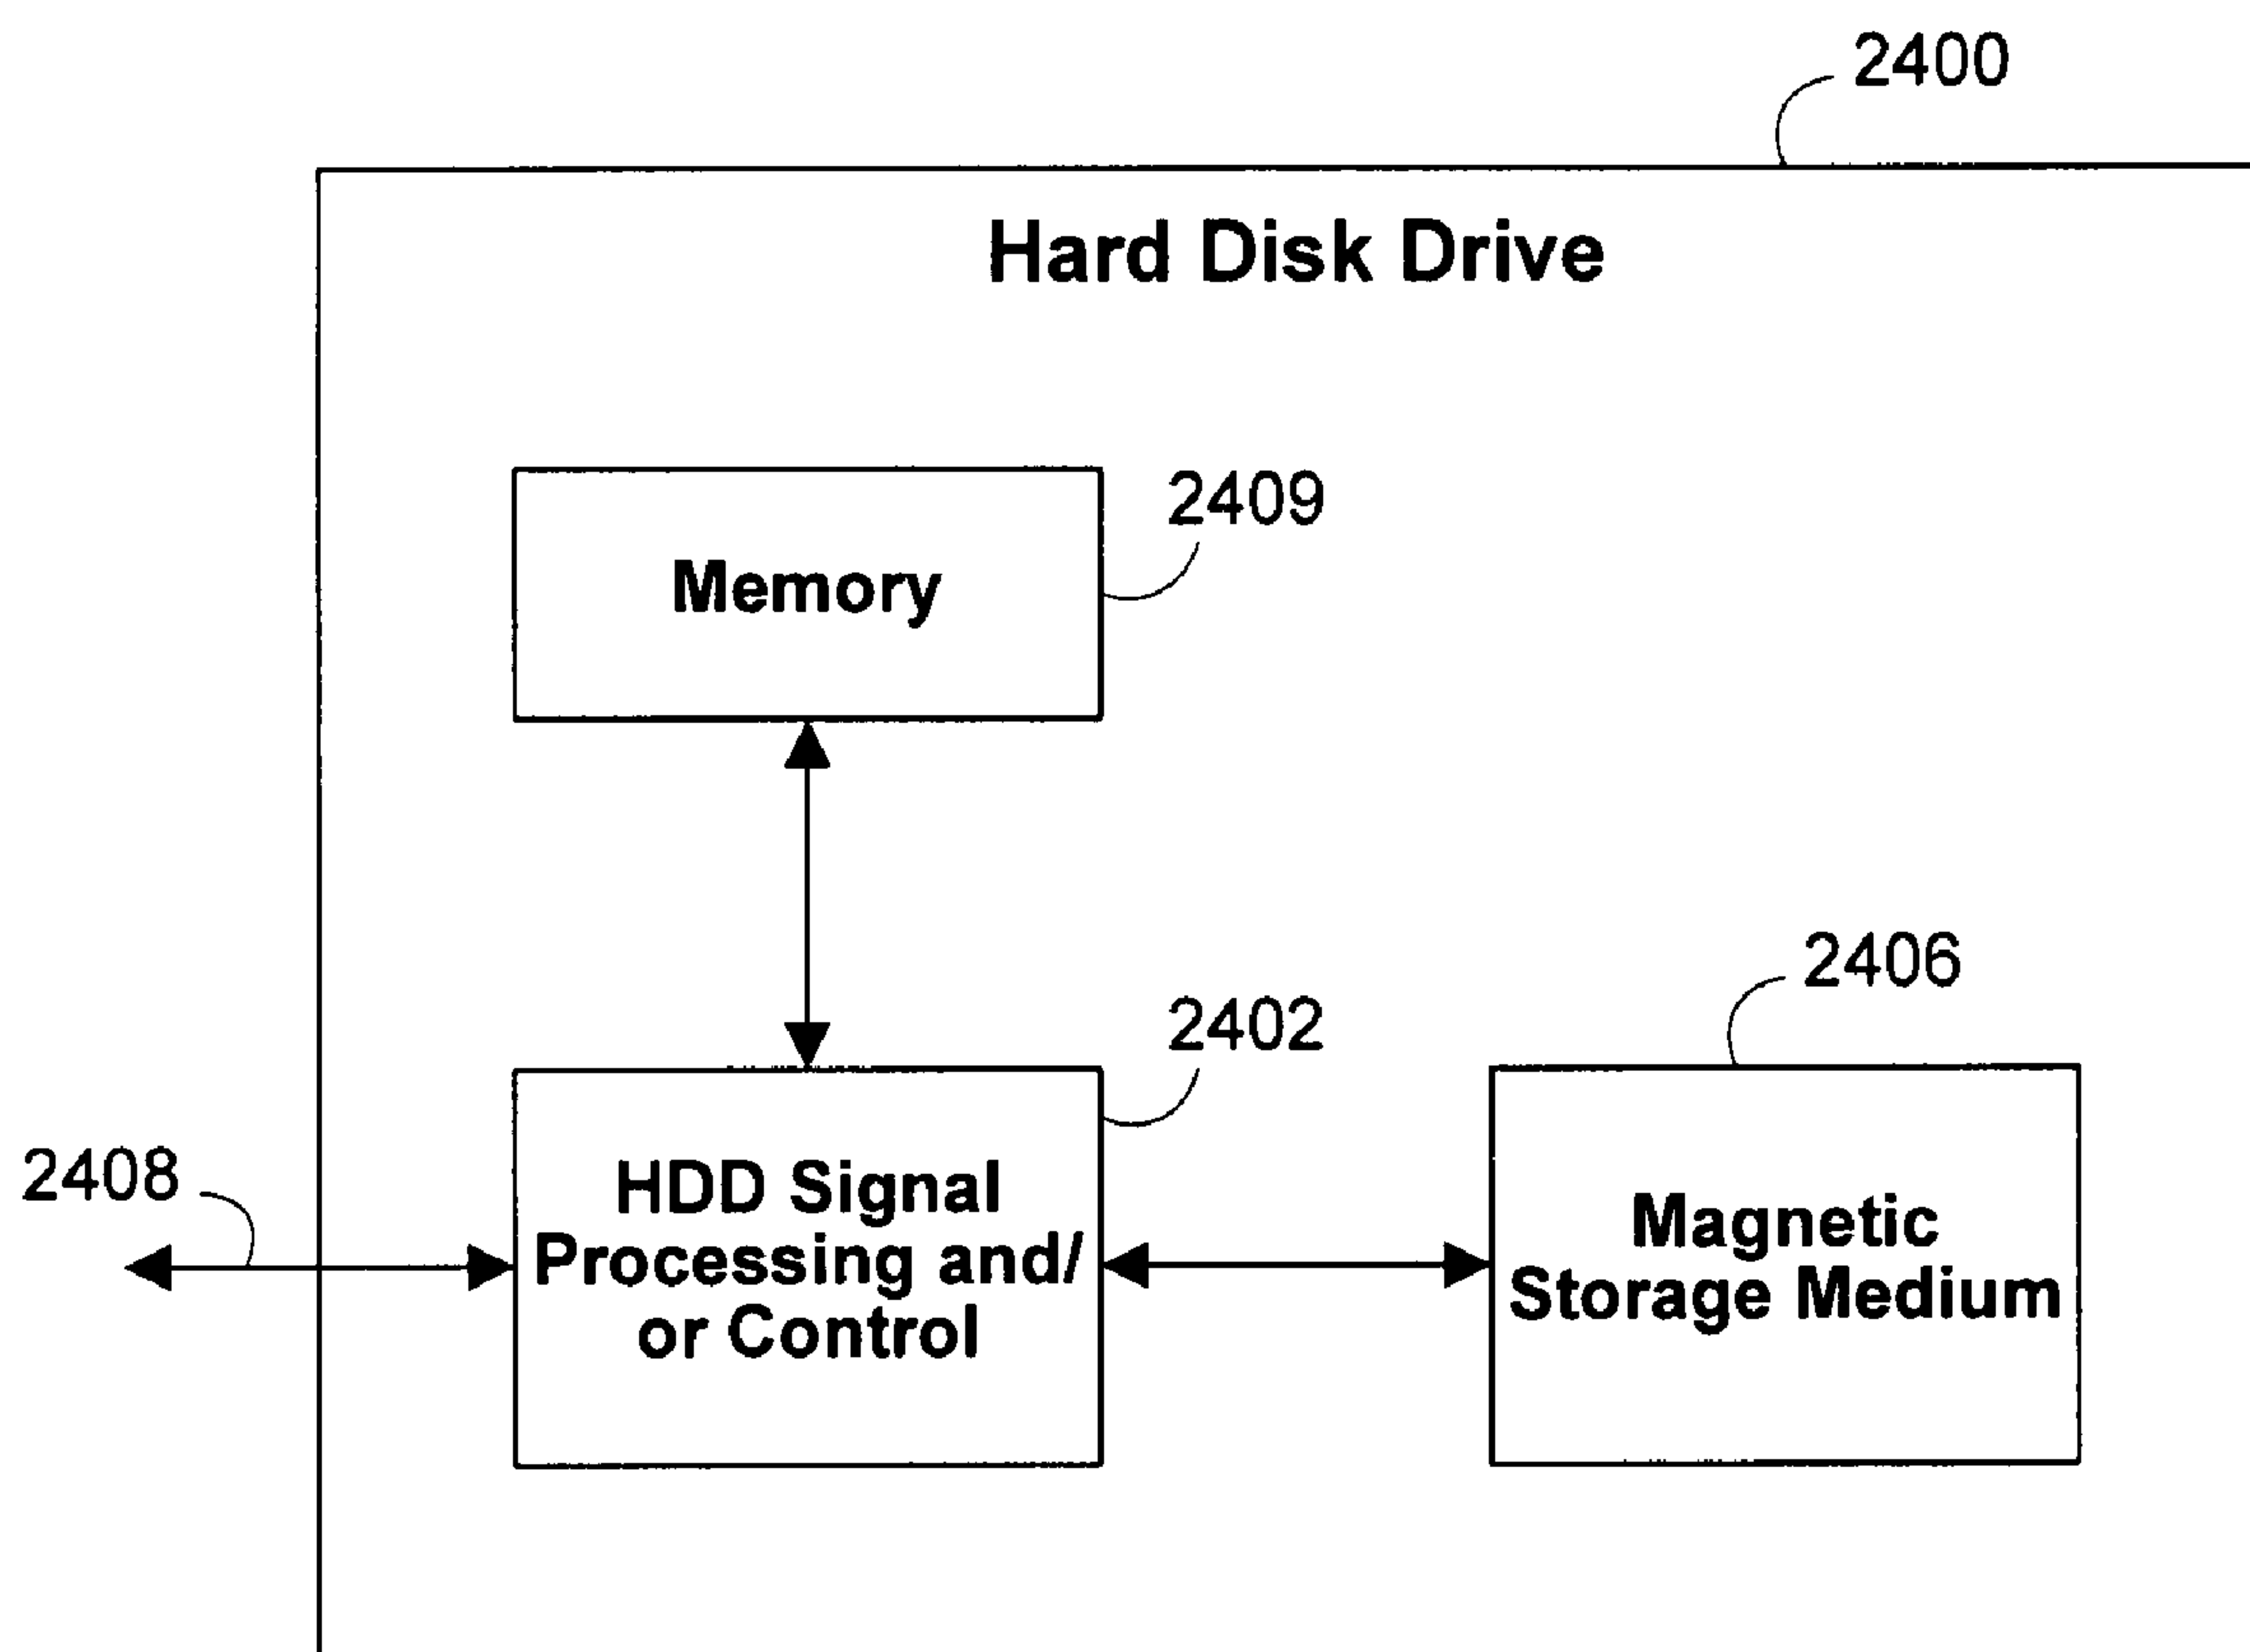 2400
Hard Disk Drive
2409
Memory
2406
2402
2408
HDD Signal
Processing and/
or Control
Magnetic
Storage Medium